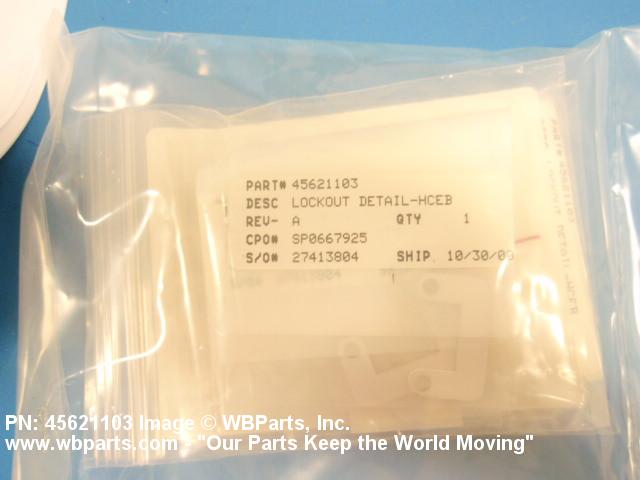 PART# 45621103
DESC LOCKOUT DETAIL-HCEB
REV- A QTY 1
CPO# SP0667925
S/O# 27413804 SHIP 10/30/0
PN: 45621103 Image © WBParts, Inc.
www.wbparts.com - "Our Parts Keep the World Moving"